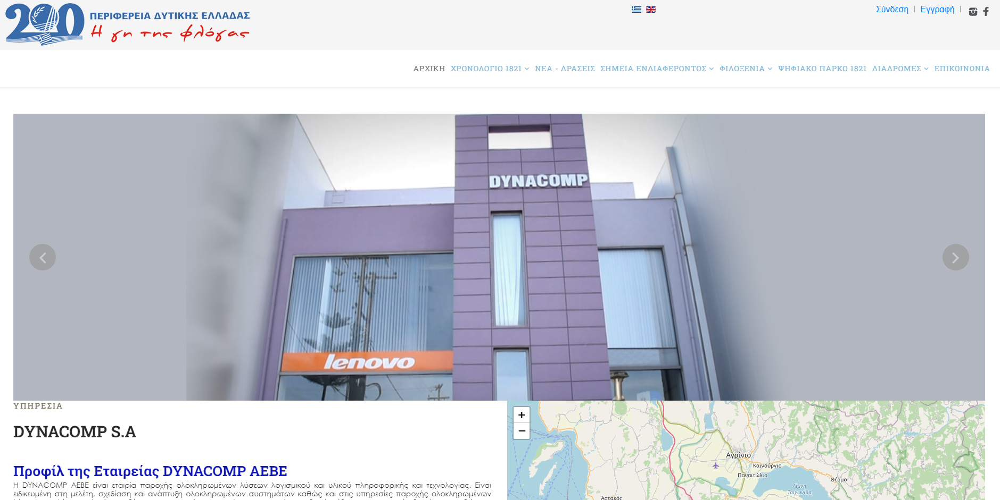 200 ΠΕΡΙΦΕΡΕΙΑ ΔΥΤΙΚΗΣ ΕΛΛΑΔΑΣ
Η γη της φλόγας
Σύνδεση | Εγγραφή |
ΑΡΧΙΚΗ ΧΡΟΝΟΛΟΓΙΟ 1821 ΝΕΑ - ΔΡΑΣΕΙΣ ΣΗΜΕΙΑ ΕΝΔΙΑΦΕΡΟΝΤΟΣ ΦΙΛΟΞΕΝΙΑ ΨΗΦΙΑΚΟ ΠΑΡΚΟ 1821 ΔΙΑΔΡΟΜΕΣ ΕΠΙΚΟΙΝΩΝΙΑ
DYNACOMP
lenovo
ΥΠΗΡΕΣΙΑ
DYNACOMP S.A
Προφίλ της Εταιρείας DYNACOMP ΑΕΒΕ
Η DYNACOMP ΑΕΒΕ είναι εταιρία παροχής ολοκληρωμένων λύσεων λογισμικού και υλικού πληροφορικής και τεχνολογίας. Είναι
ειδικευμένη στη μελέτη, σχεδίαση και ανάπτυξη ολοκληρωμένων συστημάτων καθώς και στις υπηρεσίες παροχής ολοκληρωμένων
+
−
Αγρίνιο
Καινούργιο
Παναιτώλιο
Θέρμο
Λίμνη
Τριχωνίδα
Αστακός